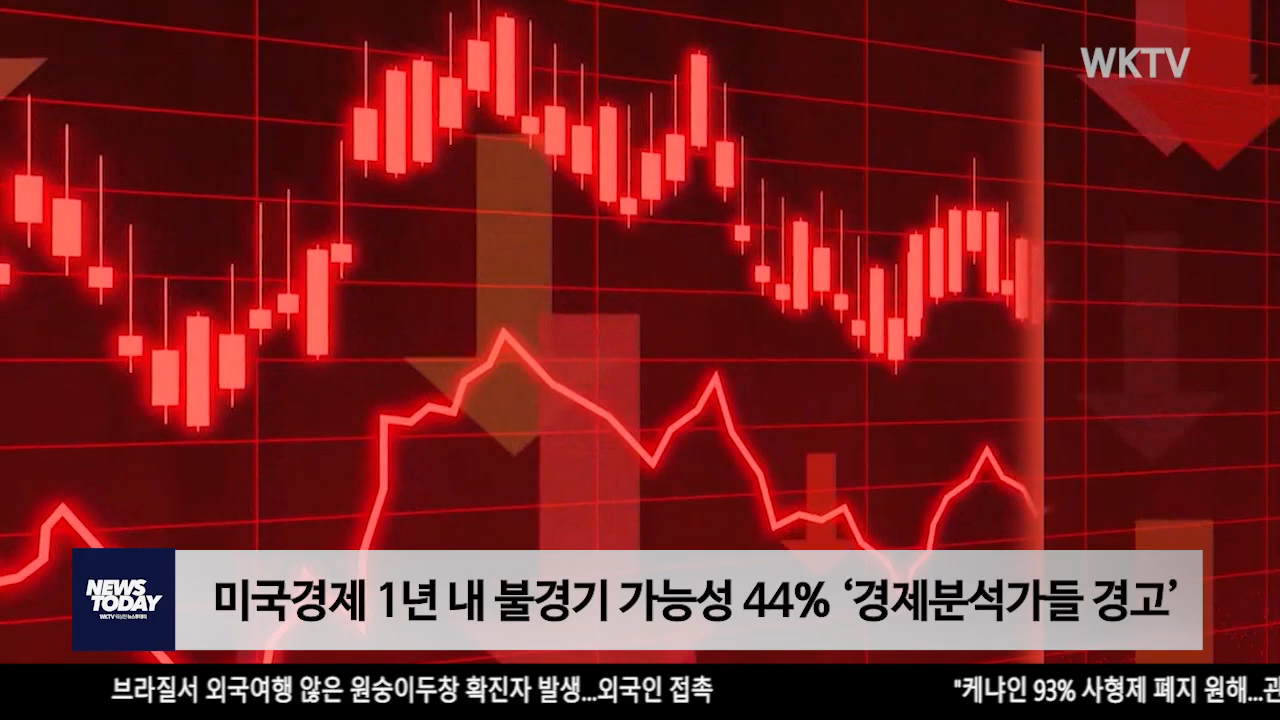 WKTV
NEWS
TODAY
미국경제 1년 내 불경기 가능성 44% ‘경제분석가들 경고’
브라질서 외국여행 않은 원숭이두창 확진자 발생...외국인 접촉
"케냐인 93% 사형제 폐지 원해...관